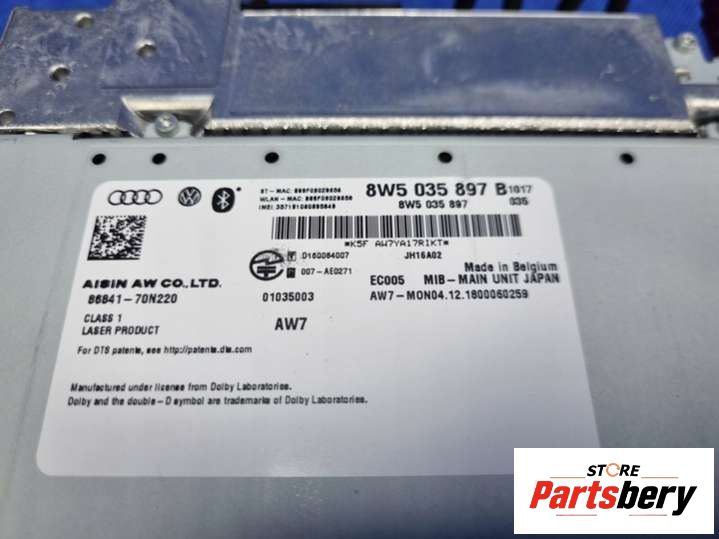 8W5 035 897 B 1017
8W5 035 897 035
*K5F AW7YA17R1KT*
D160064007 JH16A02
007-AE0271
AISIN AW CO., LTD.
86841-70N220
01035003
EC005 MIB-MAIN UNIT JAPAN
Made in Belgium
AW7-MON04.12.1600060259
CLASS 1
LASER PRODUCT
AW7
For DTS patents, see http://patents.dts.com
Manufactured under license from Dolby Laboratories.
Dolby and the double-D symbol are trademarks of Dolby Laboratories.
STORE
Partsbery